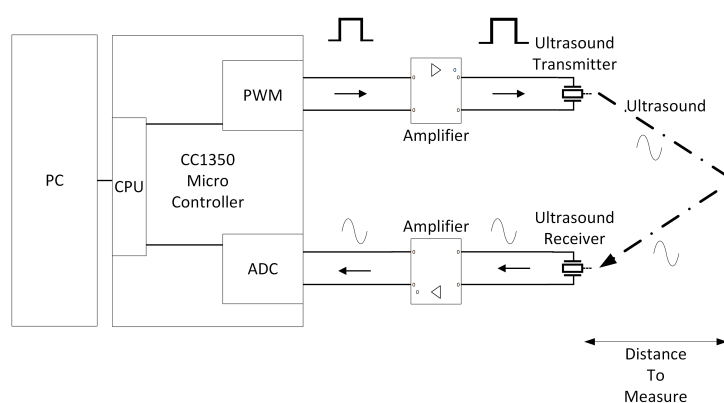 PC
CPU
CC1350
Micro
Controller
PWM
ADC
Amplifier
Ultrasound
Transmitter
Ultrasound
Amplifier
Ultrasound
Receiver
Distance
To
Measure